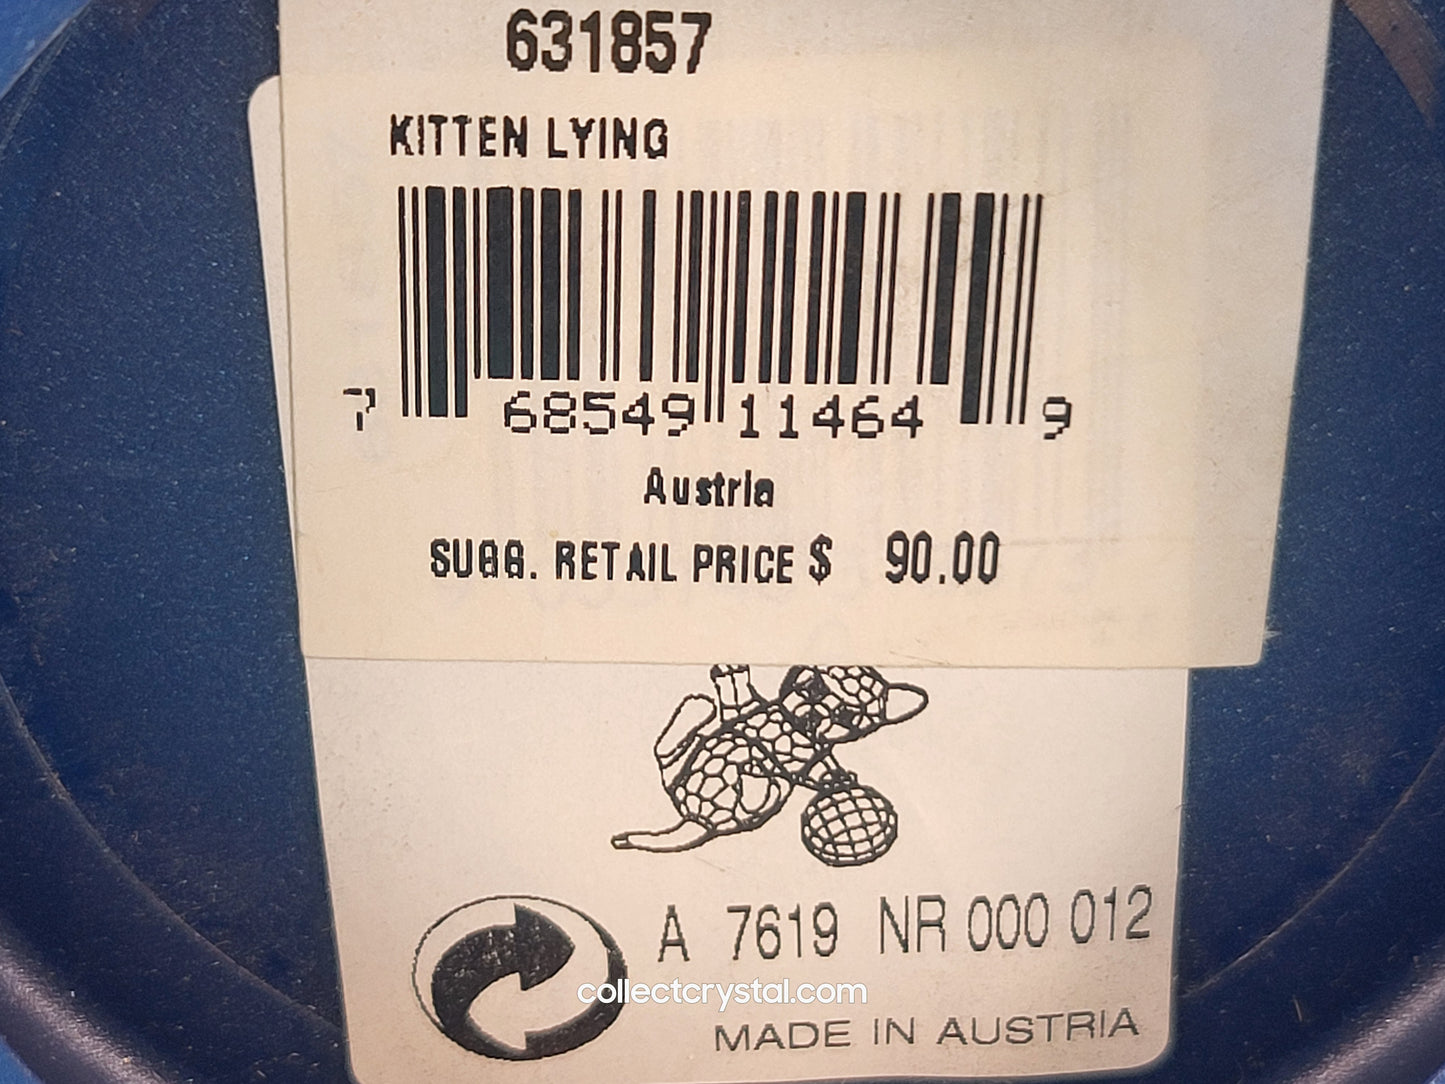 631857
KITTEN LYING
7 68549 11464 9
Austria
SUGG. RETAIL PRICE $ 90.00
A 7619 NR 000 012
collectcrystal.com
MADE IN AUSTRIA